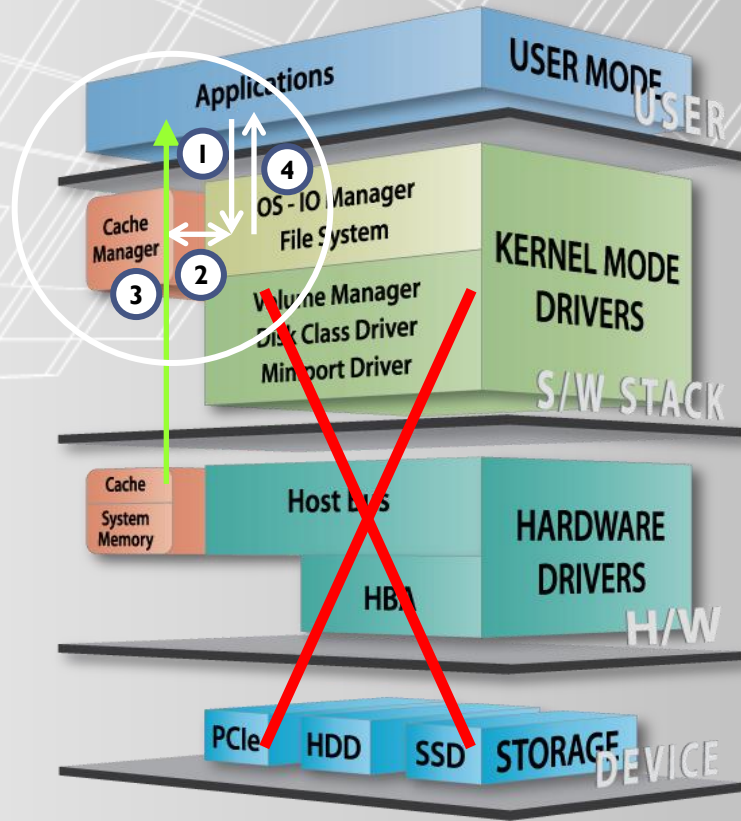 Applications
USER MODE
USER
1
4
Cache
Manager
OS - IO Manager
File System
2
3
KERNEL MODE
DRIVERS
Volume Manager
Disk Class Driver
Miniport Driver
S/W STACK
Cache
System
Memory
Host Bus
HBA
HARDWARE
DRIVERS
H/W
PCIe
HDD
SSD
STORAGE
DEVICE